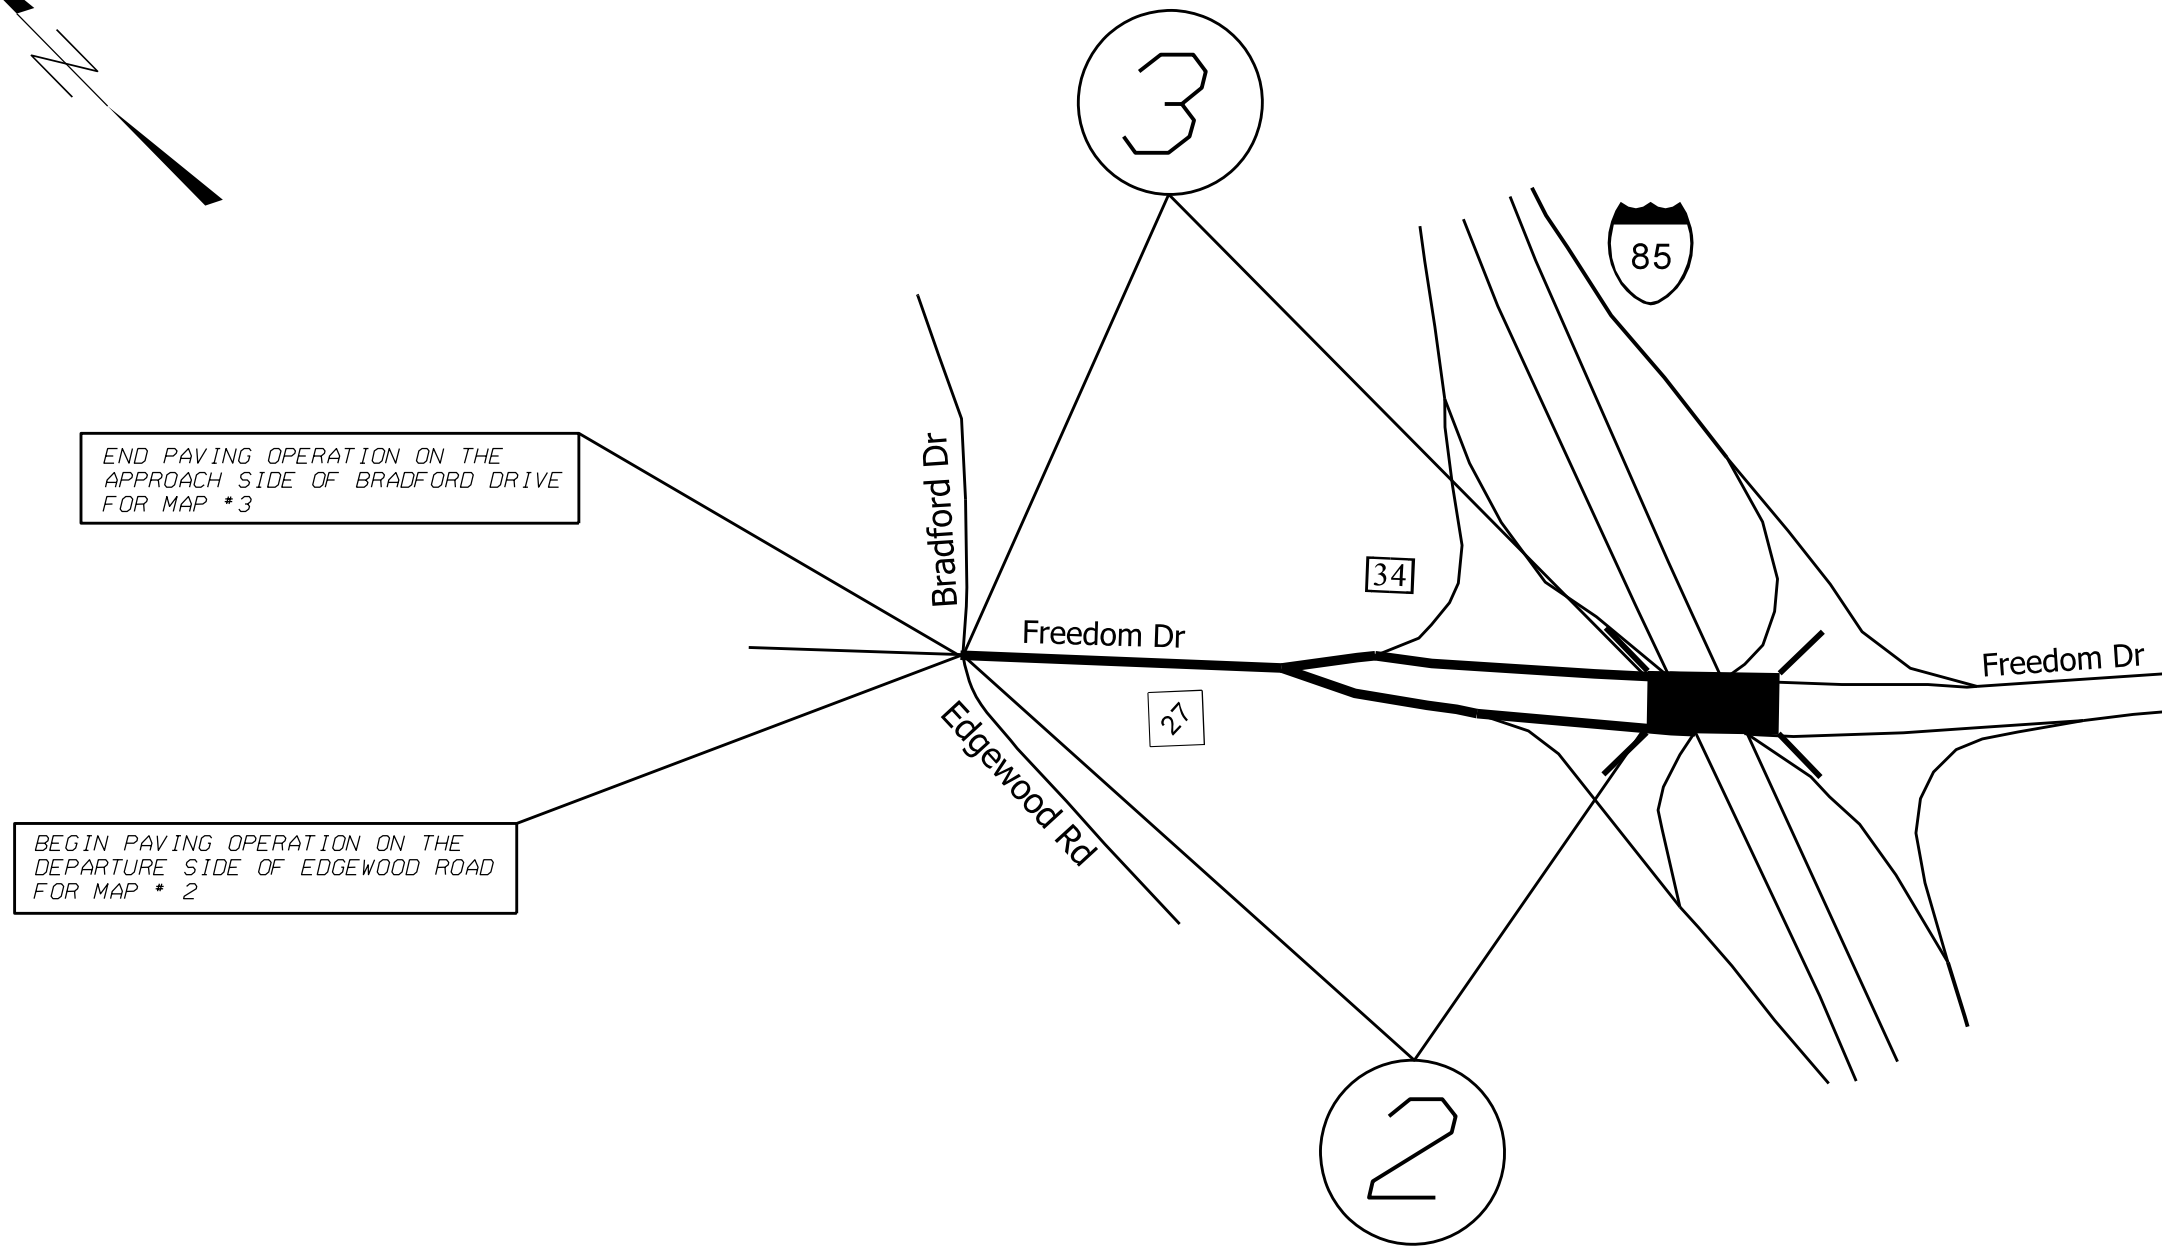 N
3
85
END PAVING OPERATION ON THE
APPROACH SIDE OF BRADFORD DRIVE
FOR MAP #3
Bradford Dr
34
Freedom Dr
Freedom Dr
27
Edgewood Rd
BEGIN PAVING OPERATION ON THE
DEPARTURE SIDE OF EDGEWOOD ROAD
FOR MAP # 2
2